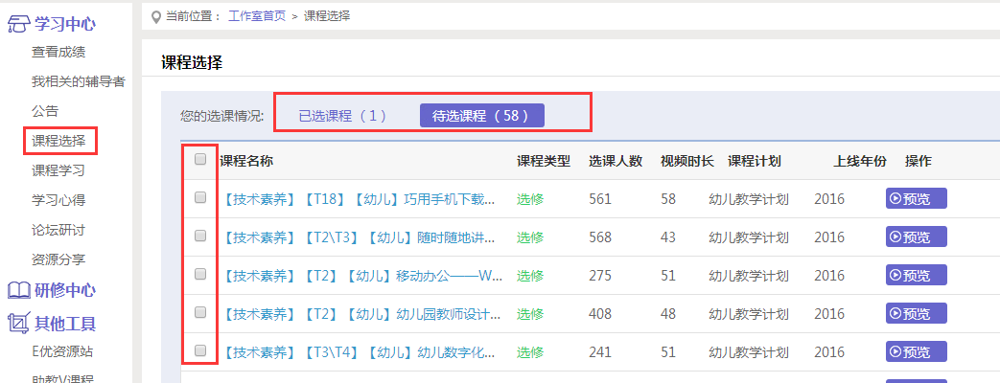 学习中心
查看成绩
我相关的辅导者
公告
课程选择
课程学习
学习心得
论坛研讨
资源分享
研修中心
其他工具
E优资源站
助教V课程
当前位置： 工作室首页 > 课程选择
课程选择
您的选课情况: 已选课程（1） 待选课程（58）
课程名称 课程类型 选课人数 视频时长 课程计划 上线年份 操作
【技术素养】【T18】【幼儿】巧用手机下载... 选修 561 58 幼儿教学计划 2016 预览
【技术素养】【T2\T3】【幼儿】随时随地讲... 选修 568 43 幼儿教学计划 2016 预览
【技术素养】【T2】【幼儿】移动办公——W... 选修 275 51 幼儿教学计划 2016 预览
【技术素养】【T2】【幼儿】幼儿园教师设计... 选修 408 48 幼儿教学计划 2016 预览
【技术素养】【T3\T4】【幼儿】幼儿数字化... 选修 241 51 幼儿教学计划 2016 预览